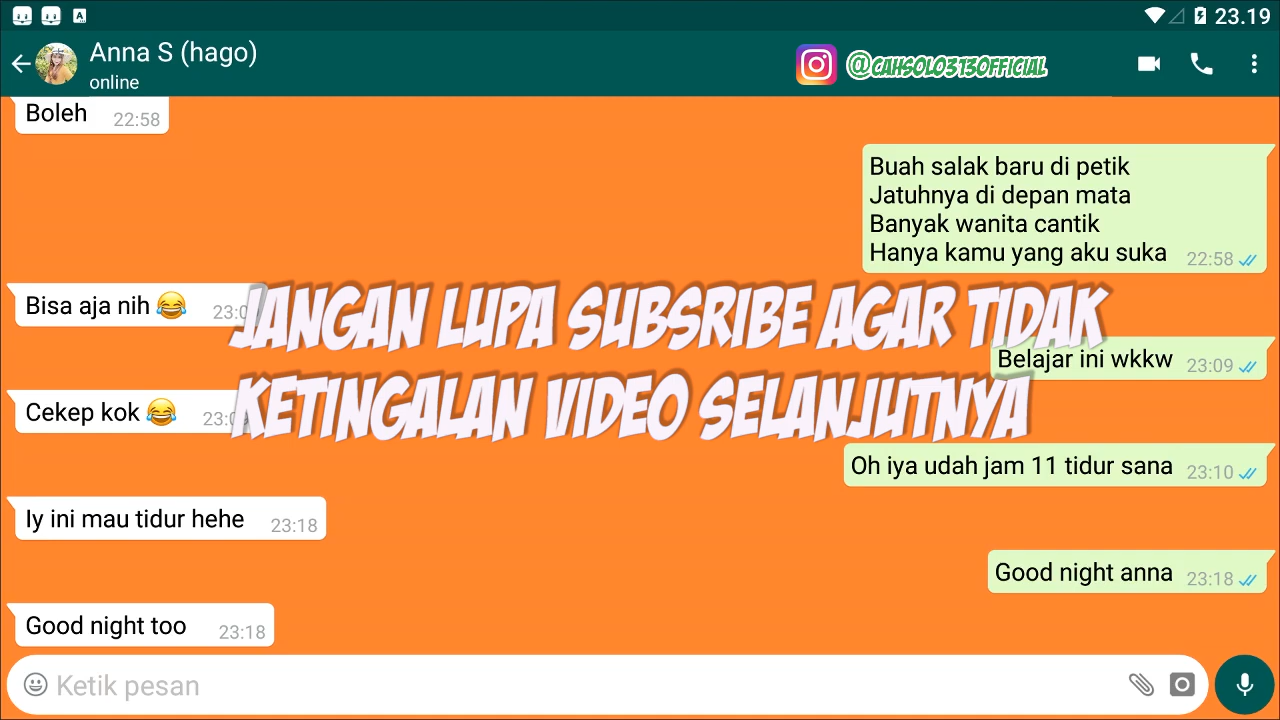 A
23.19
Anna S (hago)
online
@CAHSOLO313OFFICIAL
Boleh 22:58
Buah salak baru di petik
Jatuhnya di depan mata
Banyak wanita cantik
Hanya kamu yang aku suka 22:58
Bisa aja nih 😂
JANGAN LUPA SUBSRIBE AGAR TIDAK
Belajar ini wkkw 23:09
Cekep kok 😂
KETINGALAN VIDEO SELANJUTNYA
Oh iya udah jam 11 tidur sana 23:10
Iy ini mau tidur hehe 23:18
Good night anna 23:18
Good night too 23:18
Ketik pesan